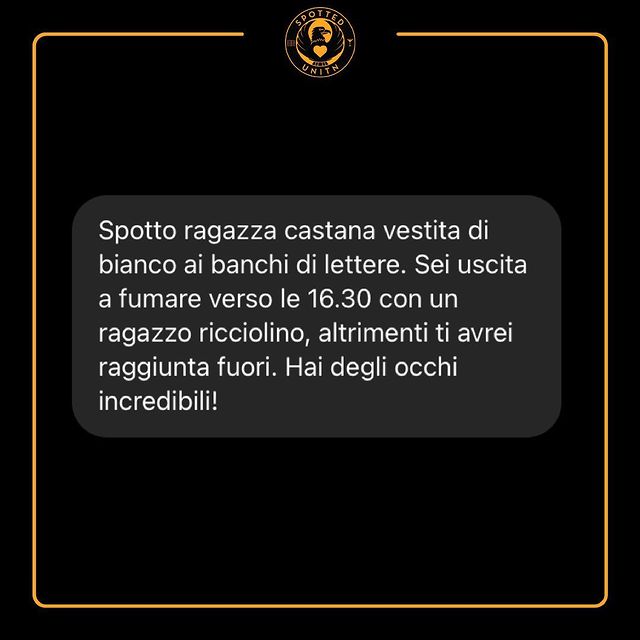 SPOTTED
UNITN
Spotto ragazza castana vestita di
bianco ai banchi di lettere. Sei uscita
a fumare verso le 16.30 con un
ragazzo ricciolino, altrimenti ti avrei
raggiunta fuori. Hai degli occhi
incredibili!